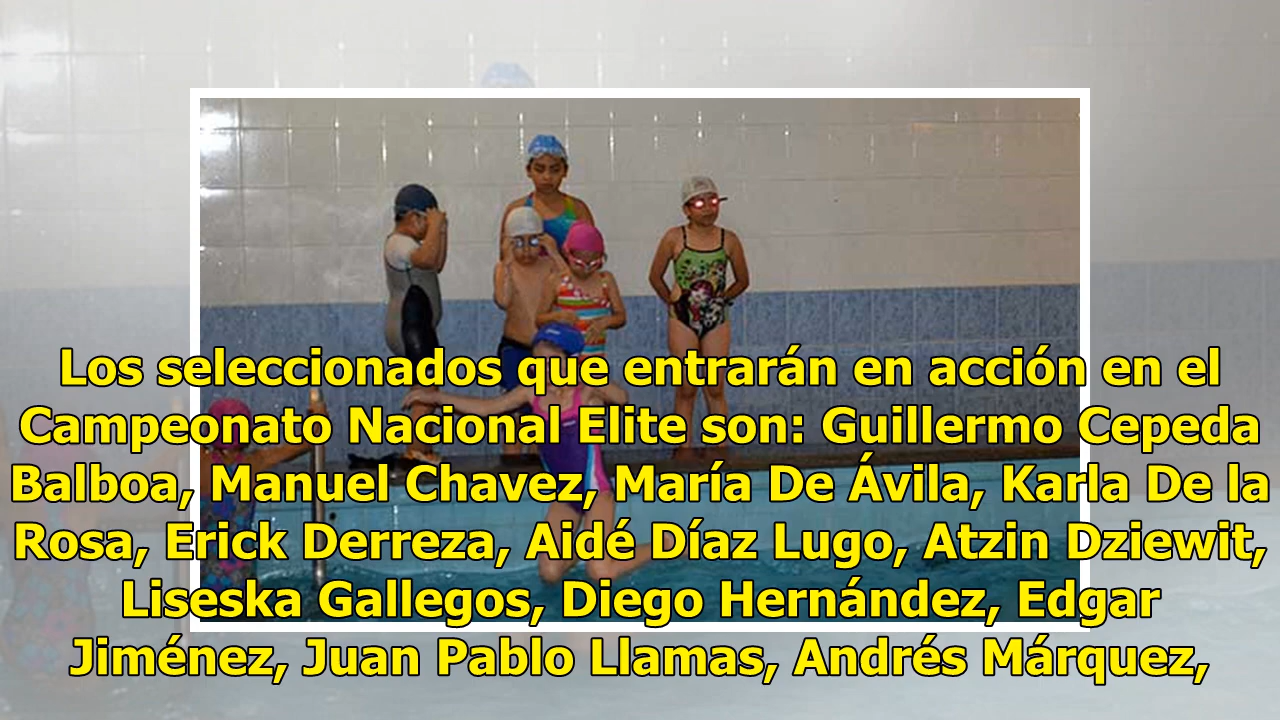 Los seleccionados que entrarán en acción en el
Campeonato Nacional Elite son: Guillermo Cepeda
Balboa, Manuel Chavez, María De Ávila, Karla De la
Rosa, Erick Derreza, Aidé Díaz Lugo, Atzin Dziewit,
Liseska Gallegos, Diego Hernández, Edgar
Jiménez, Juan Pablo Llamas, Andrés Márquez,